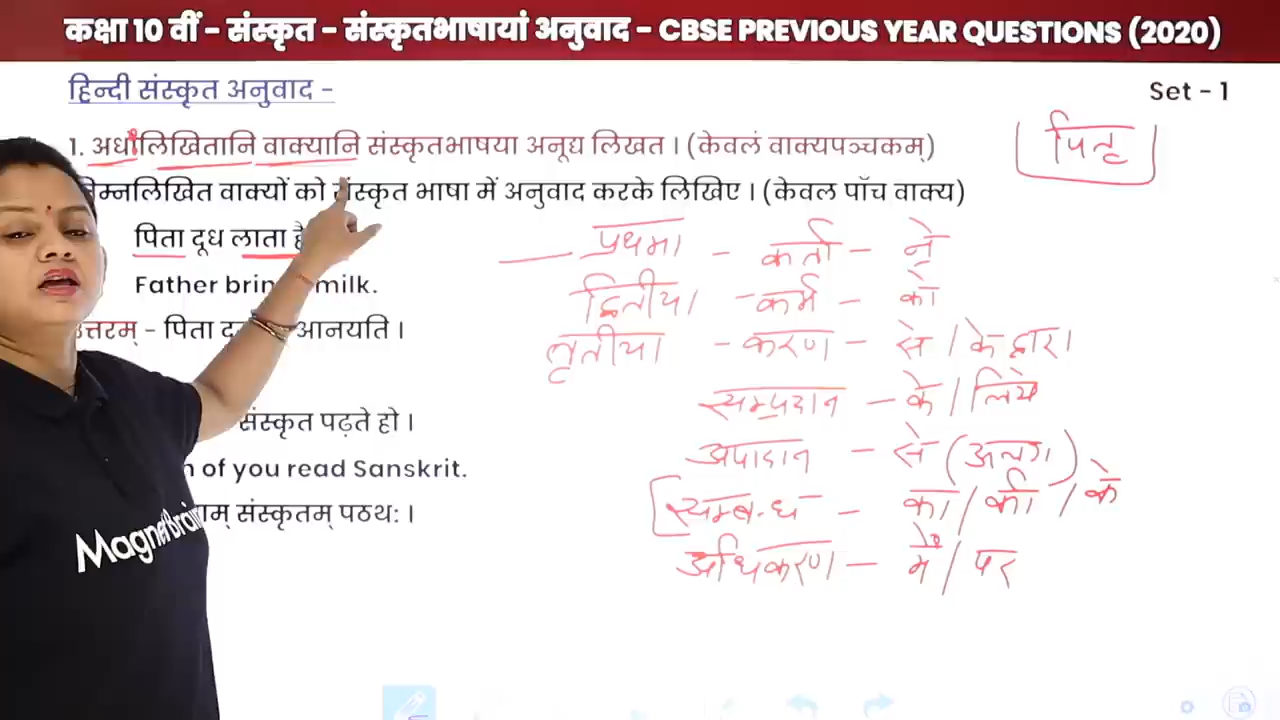 कक्षा 10 वीं - संस्कृत - संस्कृतभाषायां अनुवाद - CBSE PREVIOUS YEAR QUESTIONS (2020)
हिन्दी संस्कृत अनुवाद -
Set - 1
1. अधोलिखितानि वाक्यानि संस्कृतभाषया अनूद्य लिखत । (केवलं वाक्यपञ्चकम्)
पितृ
निम्नलिखित वाक्यों को संस्कृत भाषा में अनुवाद करके लिखिए । (केवल पाँच वाक्य)
पिता दूध लाता है
Father milk.
उत्तरम् - पिता आनयति ।
संस्कृत पढ़ते हो ।
of you read Sanskrit.
संस्कृतम् पठथ: ।
प्रथमा - कर्ता - ने
द्वितीया - कर्म - को
तृतीया - करण - से / के द्वारा
सम्प्रदान - के / लिये
अपादान - से (अलग)
सम्बन्ध - का / की / के
अधिकरण - में / पर